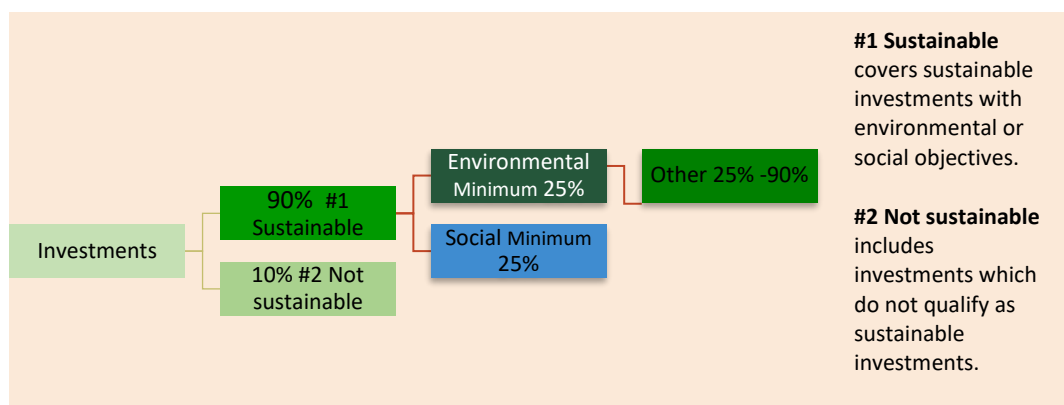 Investments
90% #1
Sustainable
10% #2 Not
sustainable
Environmental
Minimum 25%
Social Minimum
25%
Other 25% -90%
#1 Sustainable
covers sustainable
investments with
environmental or
social objectives.
#2 Not sustainable
includes
investments which
do not qualify as
sustainable
investments.